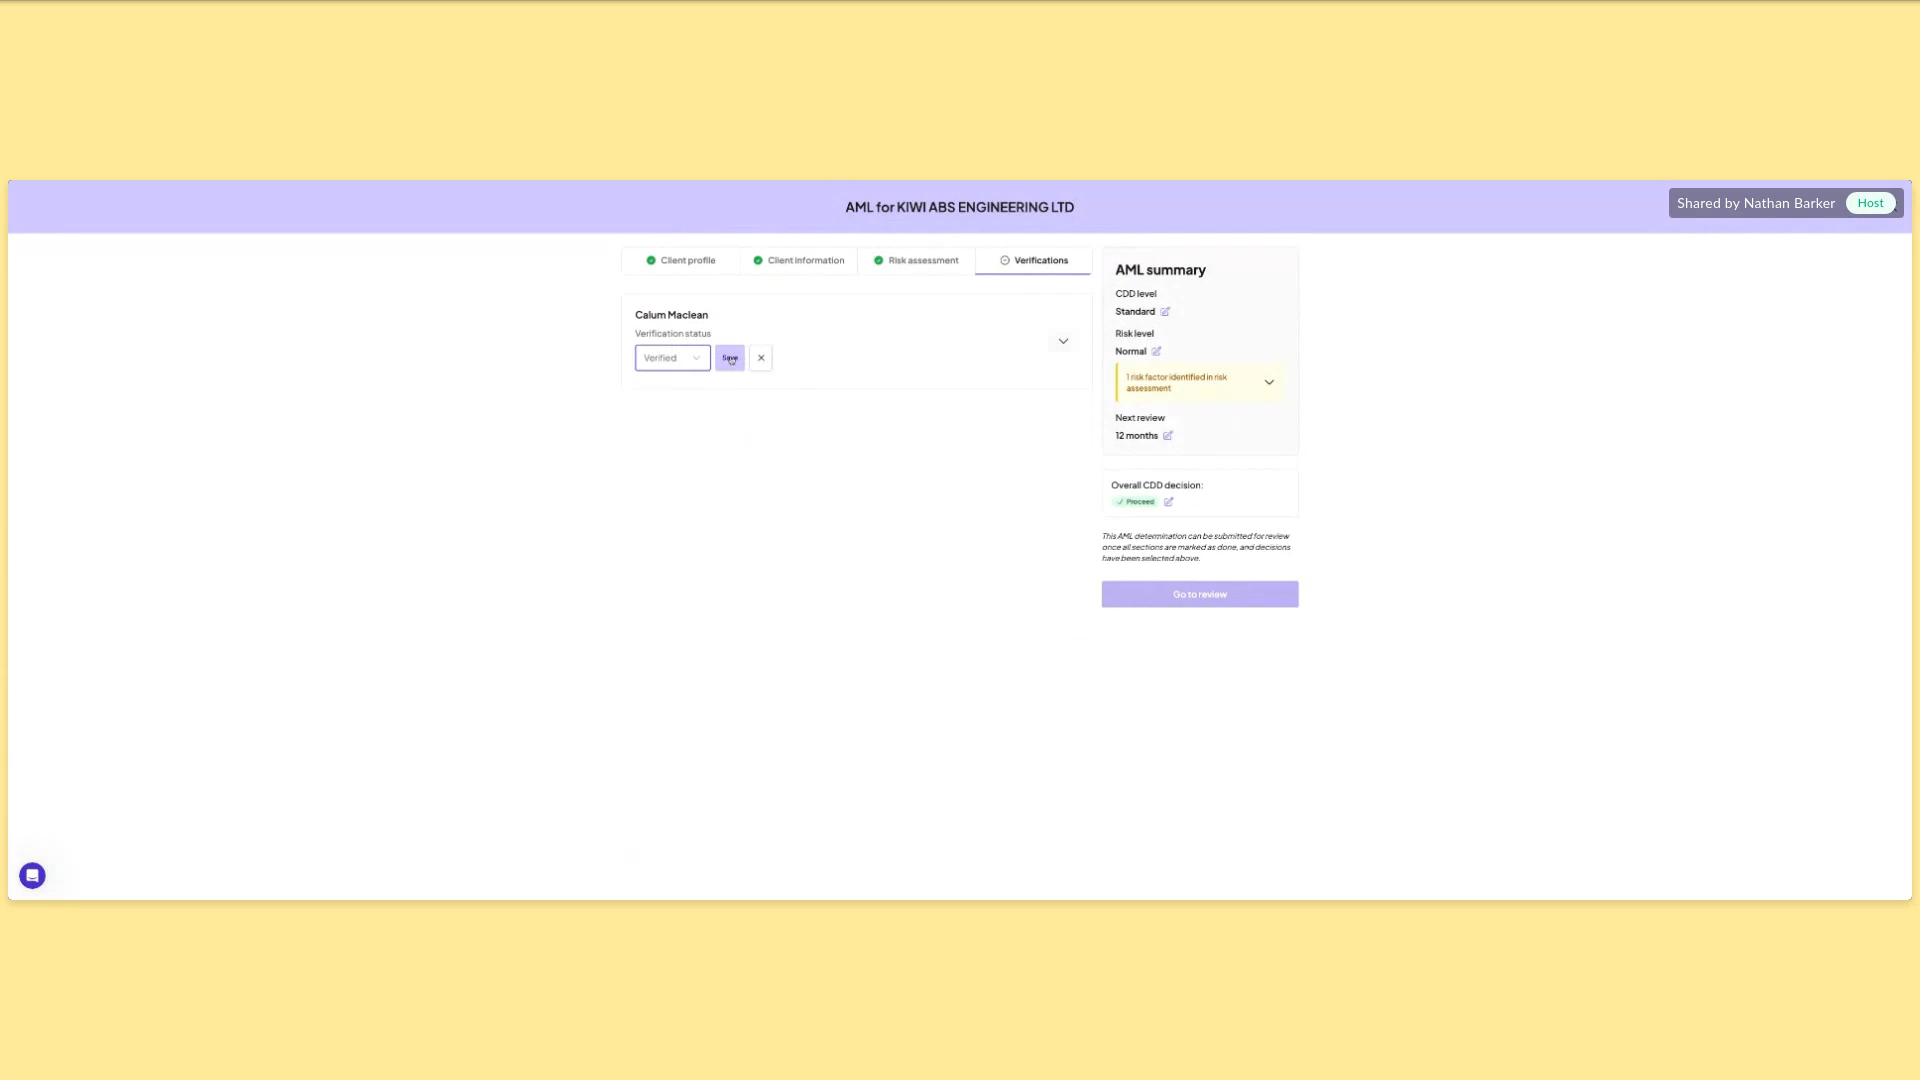 AML for KIWI ABS ENGINEERING LTD
Shared by Nathan Barker Host
Client profile
Client information
Risk assessment
Verifications
Calum Maclean
Verification status
Verified
Save
AML summary
CDD level
Standard
Risk level
Normal
1 risk factor identified in risk
assessment
Next review
12 months
Overall CDD decision:
Proceed
This AML determination can be submitted for review
once all sections are marked as done, and decisions
have been selected above.
Go to review